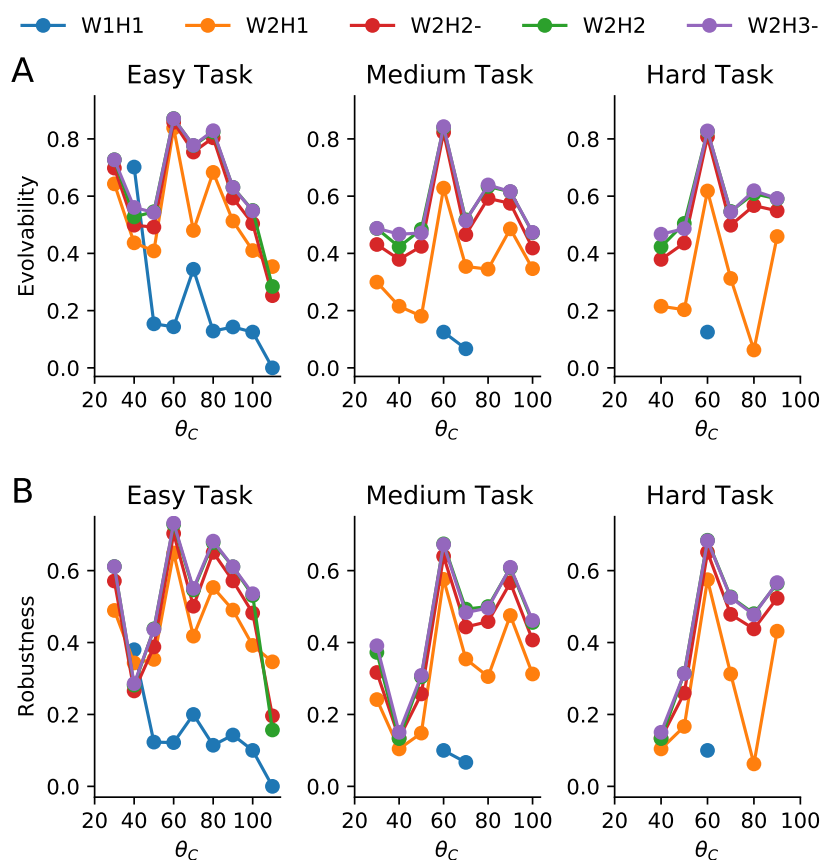 W1H1 W2H1 W2H2- W2H2 W2H3-
A
Easy Task Medium Task Hard Task
Evolvability
0.8 0.8 0.8
0.6 0.6 0.6
0.4 0.4 0.4
0.2 0.2 0.2
0.0 0.0 0.0
20 40 60 80 100 20 40 60 80 100 20 40 60 80 100
θC θC θC
B
Easy Task Medium Task Hard Task
Robustness
0.6 0.6 0.6
0.4 0.4 0.4
0.2 0.2 0.2
0.0 0.0 0.0
20 40 60 80 100 20 40 60 80 100 20 40 60 80 100
θC θC θC